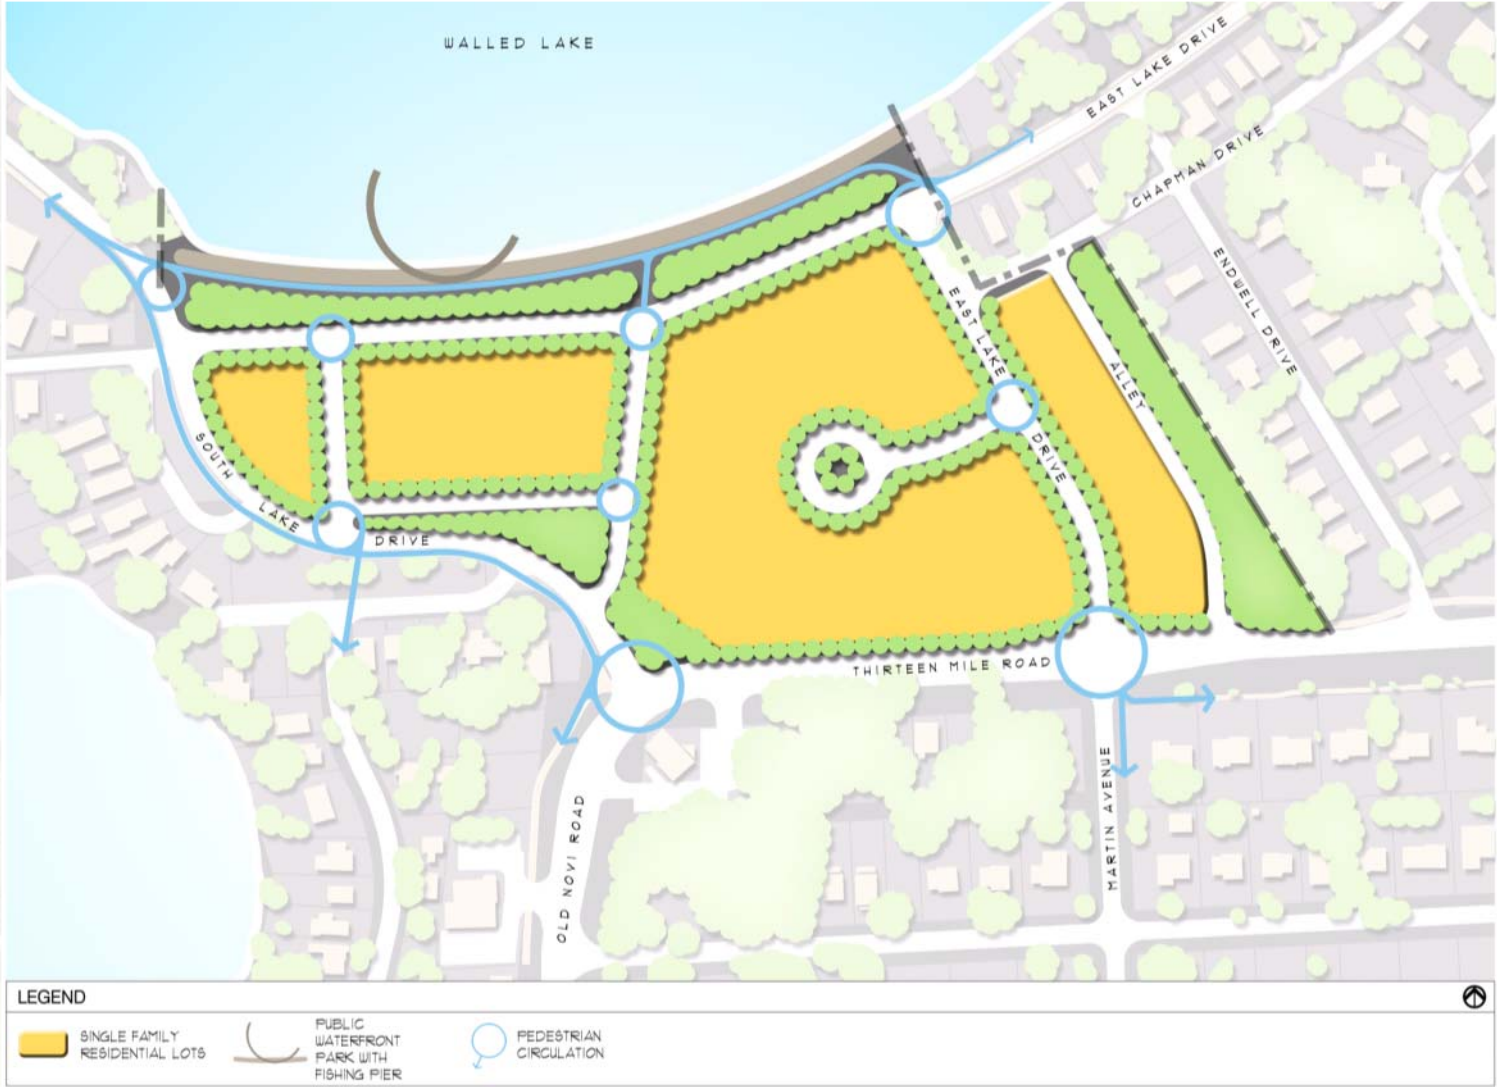 WALLED LAKE
EAST LAKE DRIVE
CHAPMAN DRIVE
ENDWELL DRIVE
EAST LAKE
DRIVE
ALLEY
SOUTH
LAKE
DRIVE
THIRTEEN MILE ROAD
MARTIN AVENUE
OLD NOVI ROAD
LEGEND
SINGLE FAMILY
RESIDENTIAL LOTS
PUBLIC
WATERFRONT
PARK WITH
FISHING PIER
PEDESTRIAN
CIRCULATION